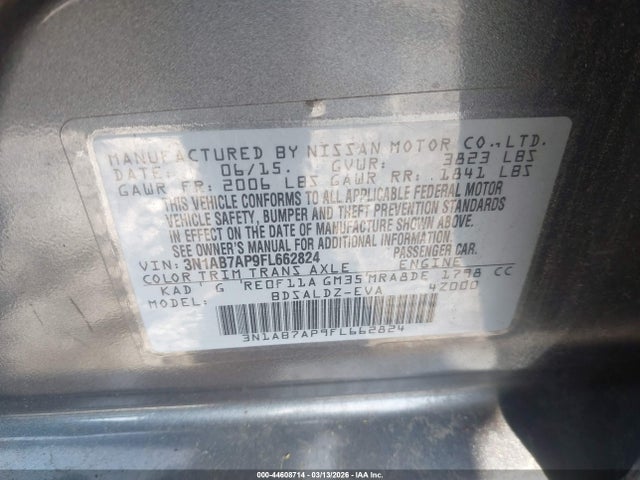 MANUFACTURED BY NISSAN MOTOR CO.,LTD.
DATE: 06/15. GVWR: 3823 LBS
GAWR FR: 2006 LBS GAWR RR: 1841 LBS
THIS VEHICLE CONFORMS TO ALL APPLICABLE FEDERAL MOTOR
VEHICLE SAFETY, BUMPER AND THEFT PREVENTION STANDARDS
IN EFFECT ON THE DATE OF MANUFACTURE SHOWN ABOVE.
SEE OWNER'S MANUAL FOR ADDITIONAL INFORMATION
VIN: 3N1AB7AP9FL662824 PASSENGER CAR.
COLOR TRIM TRANS AXLE ENGINE
KAD G RE0F11A GM35 MRA8DE 1798 CC
MODEL: BDSALDZ-EVA 4Z000
3N1AB7AP9FL662824
000-44608714 - 03/13/2026 - IAA Inc.